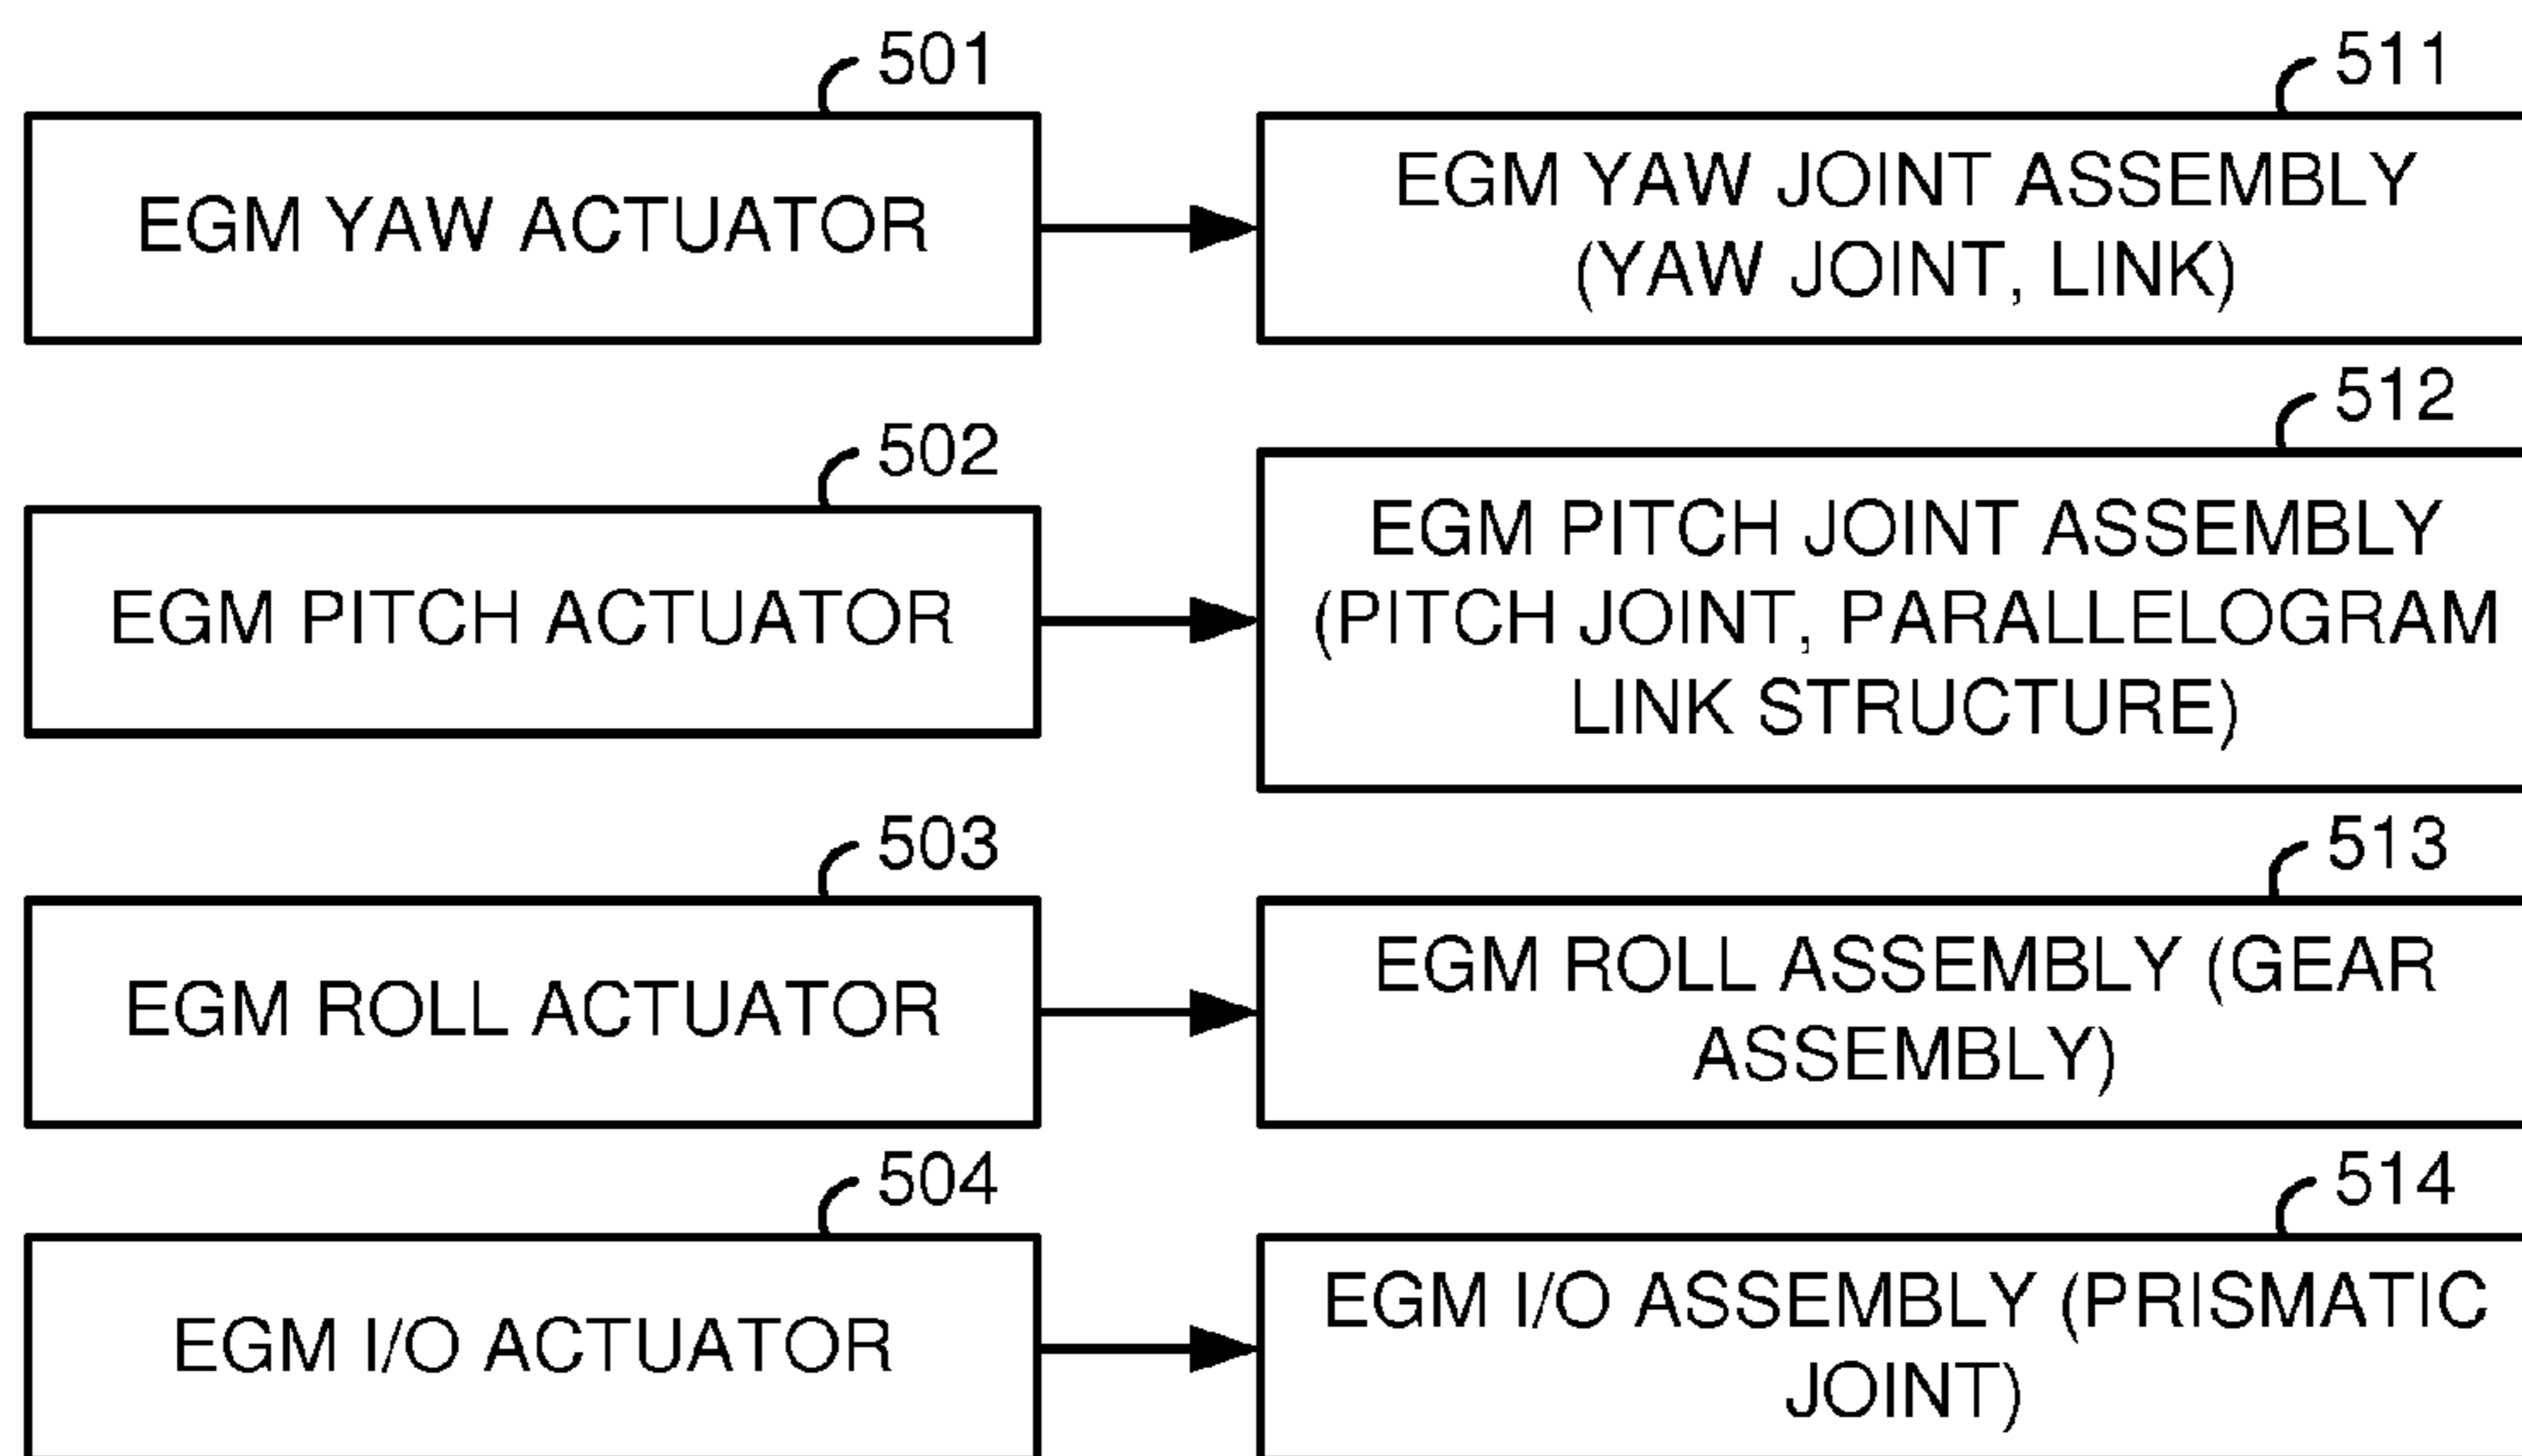 501
511
EGM YAW ACTUATOR
EGM YAW JOINT ASSEMBLY
(YAW JOINT, LINK)
502
512
EGM PITCH ACTUATOR
EGM PITCH JOINT ASSEMBLY
(PITCH JOINT, PARALLELOGRAM
LINK STRUCTURE)
503
513
EGM ROLL ACTUATOR
EGM ROLL ASSEMBLY (GEAR
ASSEMBLY)
504
514
EGM I/O ACTUATOR
EGM I/O ASSEMBLY (PRISMATIC
JOINT)